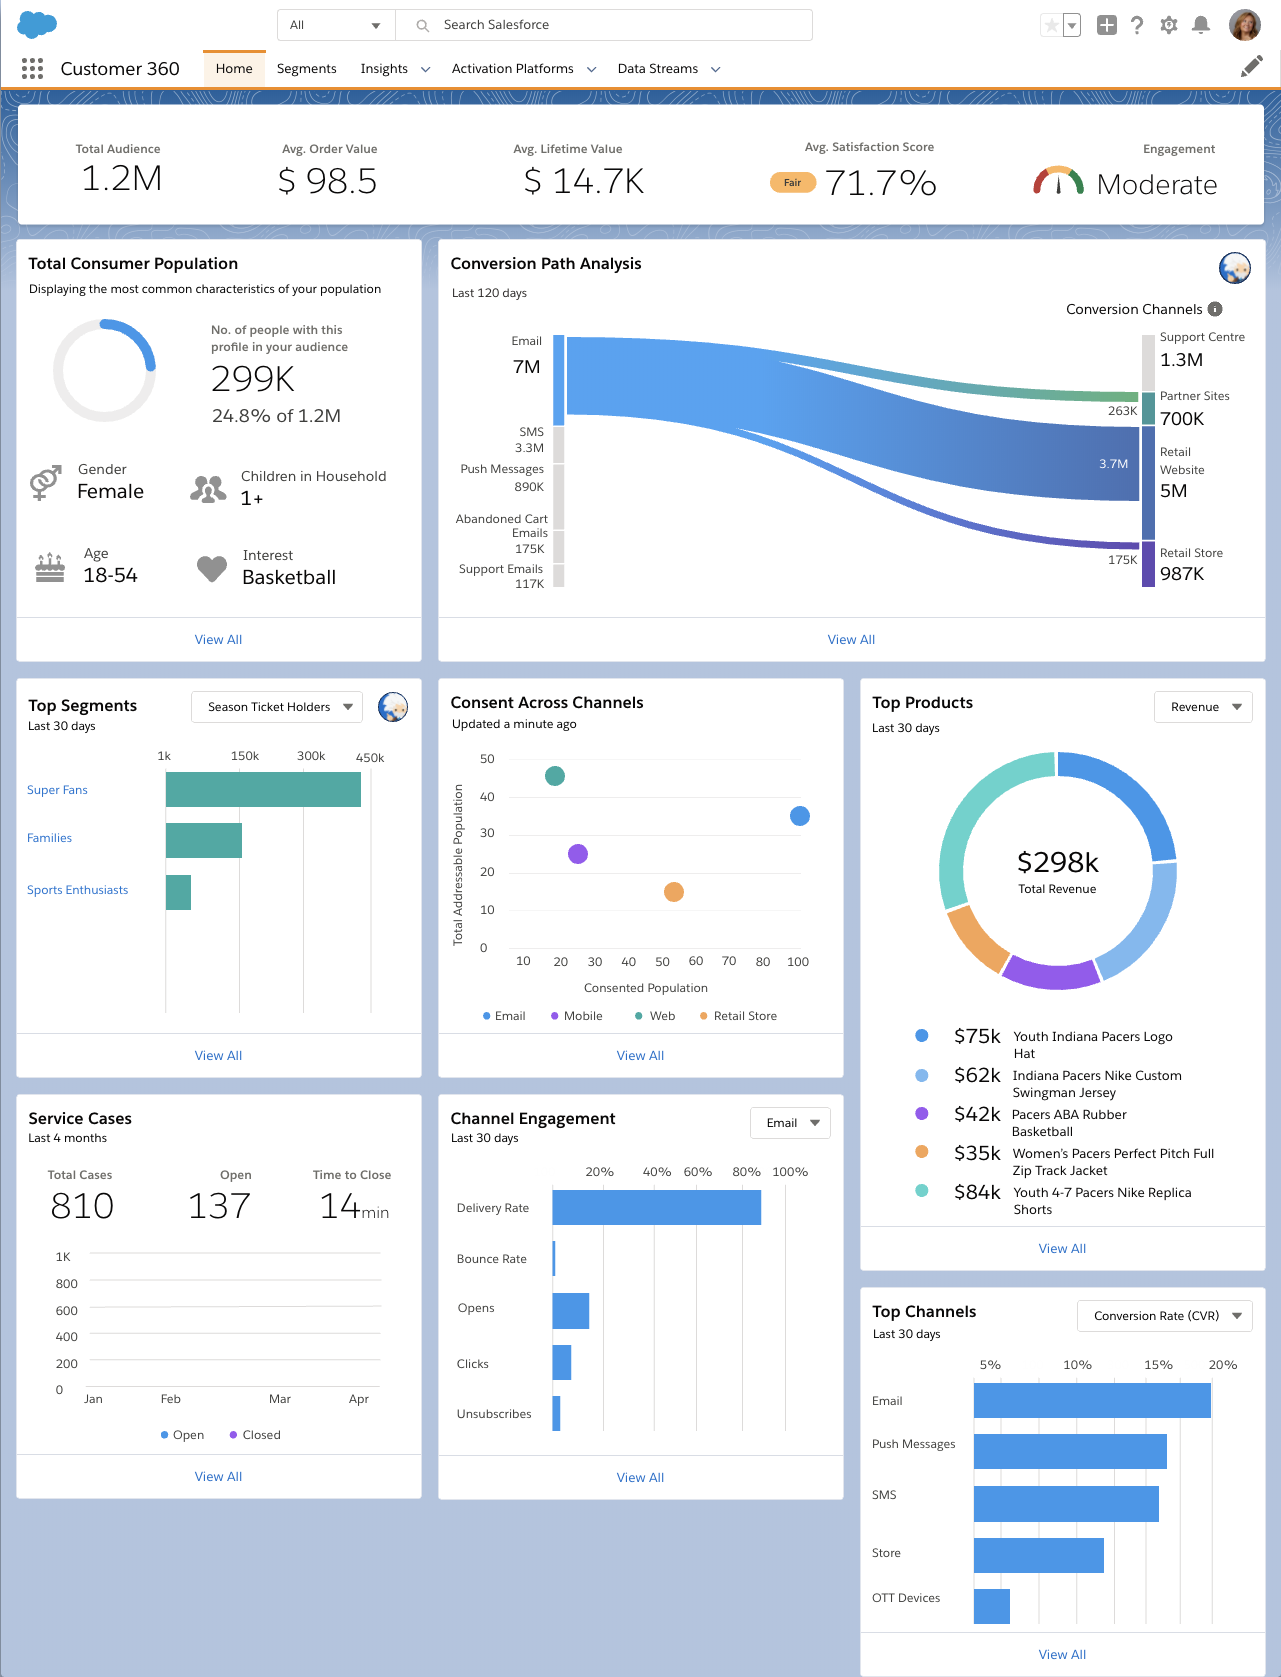 All
Search Salesforce
Customer 360
Home
Segments
Insights
Activation Platforms
Data Streams
Total Audience
1.2M
Avg. Order Value
$ 98.5
Avg. Lifetime Value
$ 14.7K
Avg. Satisfaction Score
Fair
71.7%
Engagement
Moderate
Total Consumer Population
Displaying the most common characteristics of your population
No. of people with this
profile in your audience
299K
24.8% of 1.2M
Gender
Female
Children in Household
1+
Age
18-54
Interest
Basketball
View All
Conversion Path Analysis
Last 120 days
Conversion Channels
Email
7M
SMS
3.3M
Push Messages
890K
Abandoned Cart
Emails
175K
Support Emails
117K
263K
3.7M
175K
Support Centre
1.3M
Partner Sites
700K
Retail
Website
5M
Retail Store
987K
View All
Top Segments
Last 30 days
Season Ticket Holders
1k
150k
300k
450k
Super Fans
Families
Sports Enthusiasts
View All
Consent Across Channels
Updated a minute ago
Total Addressable Population
50
40
30
20
10
0
10
20
30
40
50
60
70
80
100
Consented Population
Email
Mobile
Web
Retail Store
View All
Top Products
Last 30 days
Revenue
$298k
Total Revenue
$75k
Youth Indiana Pacers Logo
Hat
$62k
Indiana Pacers Nike Custom
Swingman Jersey
$42k
Pacers ABA Rubber
Basketball
$35k
Women's Pacers Perfect Pitch Full
Zip Track Jacket
$84k
Youth 4-7 Pacers Nike Replica
Shorts
View All
Service Cases
Last 4 months
Total Cases
810
Open
137
Time to Close
14min
1K
800
600
400
200
0
Jan
Feb
Mar
Apr
Open
Closed
View All
Channel Engagement
Last 30 days
Email
20%
40%
60%
80%
100%
Delivery Rate
Bounce Rate
Opens
Clicks
Unsubscribes
View All
Top Channels
Last 30 days
Conversion Rate (CVR)
5%
10%
15%
20%
Email
Push Messages
SMS
Store
OTT Devices
View All